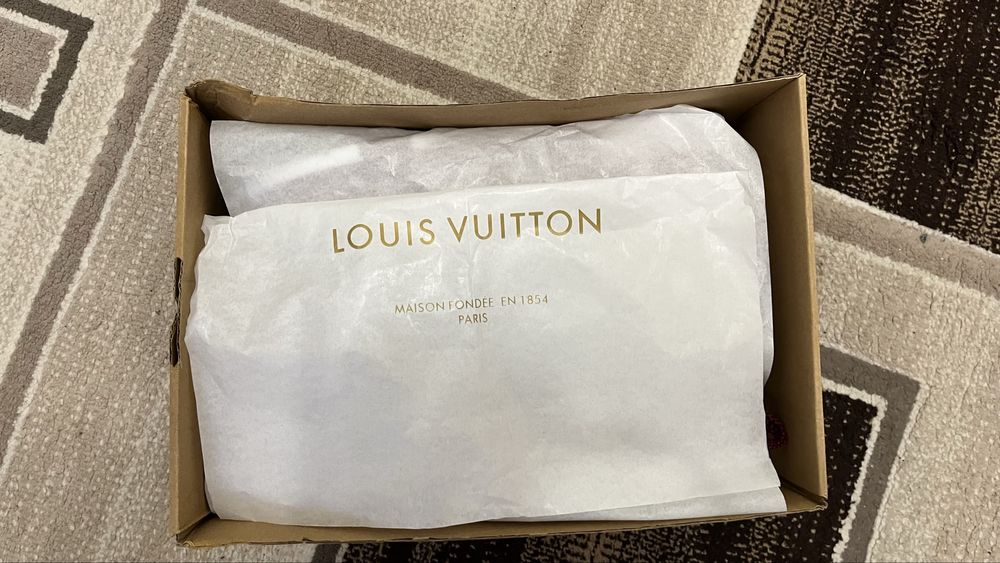 LOUIS VUITTON
MAISON FONDÉE EN 1854
PARIS